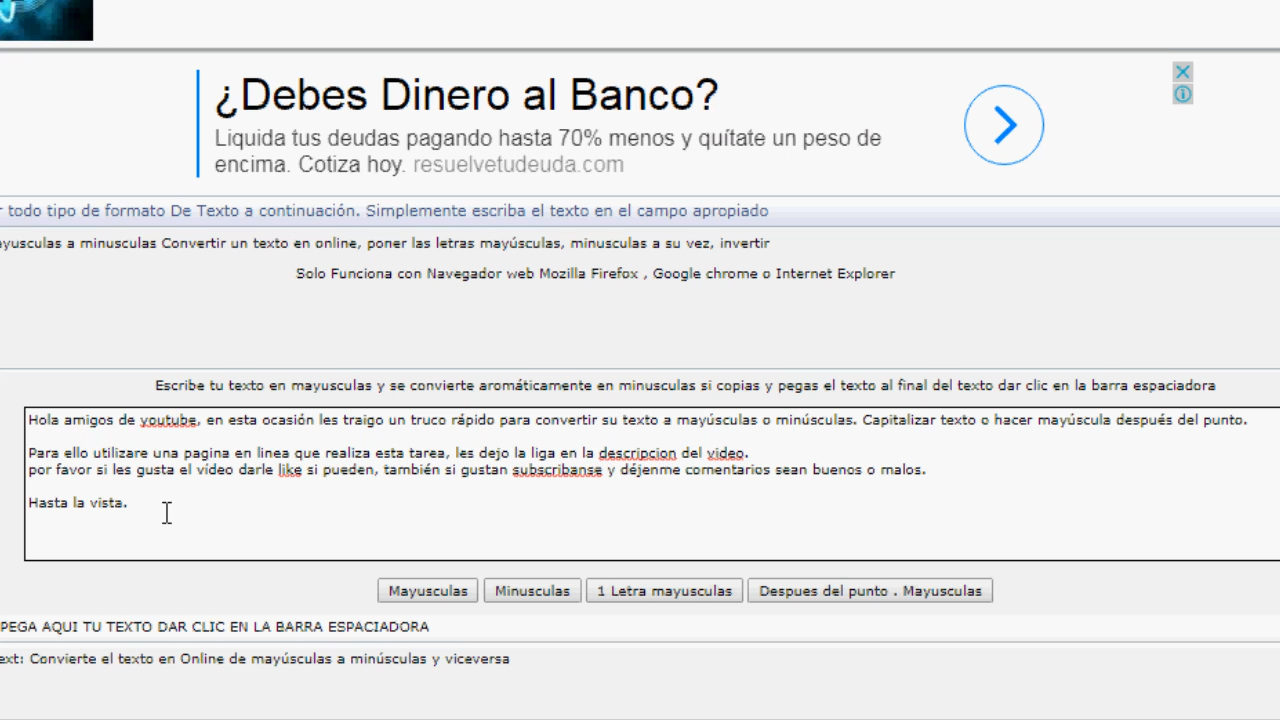 ¿Debes Dinero al Banco?
Liquida tus deudas pagando hasta 70% menos y quítate un peso de
encima. Cotiza hoy. resuelvetudeuda.com
r todo tipo de formato De Texto a continuación. Simplemente escriba el texto en el campo apropiado
ayusculas a minusculas Convertir un texto en online, poner las letras mayúsculas, minusculas a su vez, invertir
Solo Funciona con Navegador web Mozilla Firefox , Google chrome o Internet Explorer
Escribe tu texto en mayusculas y se convierte aromáticamente en minusculas si copias y pegas el texto al final del texto dar clic en la barra espaciadora
Hola amigos de youtube, en esta ocasión les traigo un truco rápido para convertir su texto a mayúsculas o minúsculas. Capitalizar texto o hacer mayúscula después del punto.
Para ello utilizare una pagina en linea que realiza esta tarea, les dejo la liga en la descripcion del video.
por favor si les gusta el vídeo darle like si pueden, también si gustan subscribanse y déjenme comentarios sean buenos o malos.
Hasta la vista.
Mayusculas Minusculas 1 Letra mayusculas Despues del punto . Mayusculas
PEGA AQUI TU TEXTO DAR CLIC EN LA BARRA ESPACIADORA
ext: Convierte el texto en Online de mayúsculas a minúsculas y viceversa